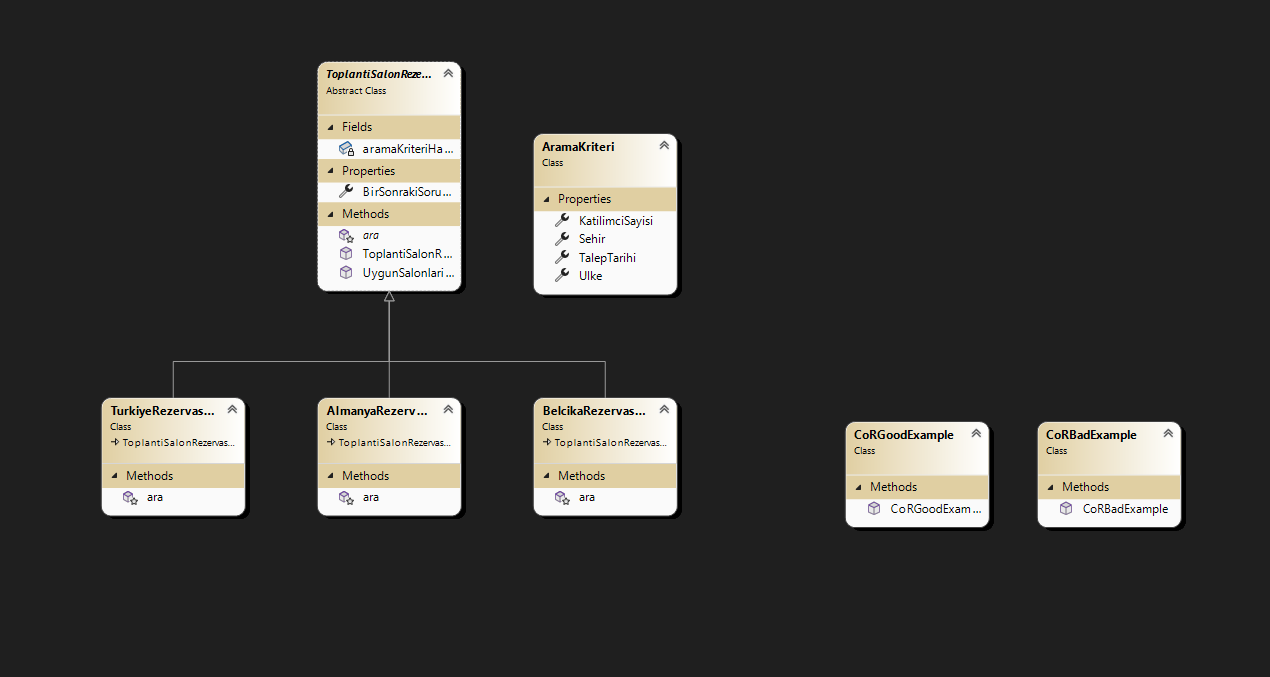 ToplantiSalonReze...
Abstract Class
Fields
aramaKriteriHa...
Properties
BirSonrakiSoru...
Methods
ara
ToplantiSalonR...
UygunSalonlari...
AramaKriteri
Class
Properties
KatilimciSayisi
Sehir
TalepTarihi
Ulke
TurkiyeRezervas...
Class
ToplantiSalonRezervas...
Methods
ara
AlmanyaRezerv...
Class
ToplantiSalonRezervas...
Methods
ara
BelcikaRezervas...
Class
ToplantiSalonRezervas...
Methods
ara
CoRGoodExample
Class
Methods
CoRGoodExam...
CoRBadExample
Class
Methods
CoRBadExample